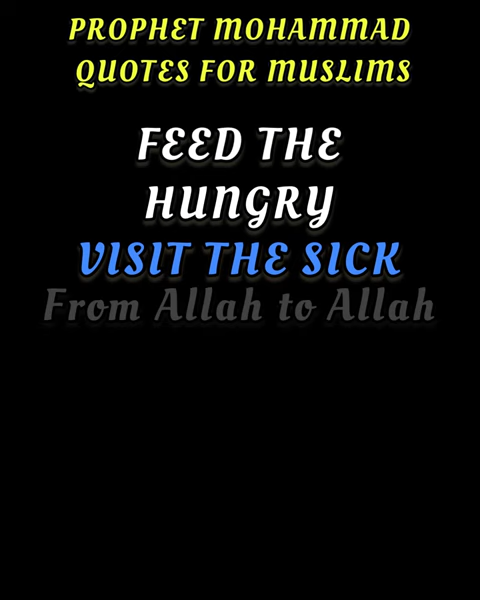 PROPHET MOHAMMAD
QUOTES FOR MUSLIMS
FEED THE
HUNGRY
VISIT THE SICK
From Allah to Allah